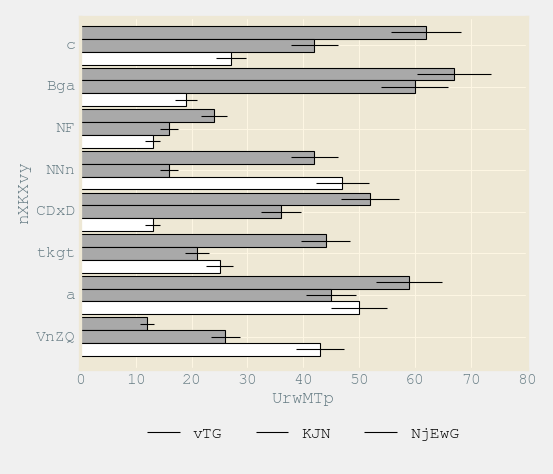 c
Bga
NF
NNn
CDxD
tkgt
a
VnZQ
nXKXvy
0 10 20 30 40 50 60 70 80
UrwMTp
vTG KJN NjEwG